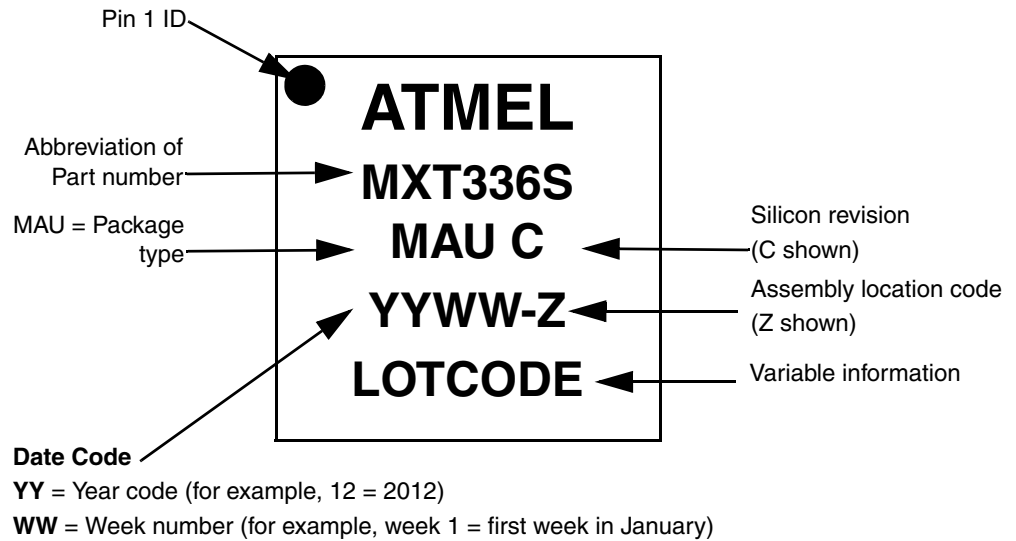 Pin 1 ID
ATMEL
Abbreviation of
Part number
MXT336S
MAU = Package
type
MAU C
Silicon revision
(C shown)
YYWW-Z
Assembly location code
(Z shown)
LOTCODE
Variable information
Date Code
YY = Year code (for example, 12 = 2012)
WW = Week number (for example, week 1 = first week in January)